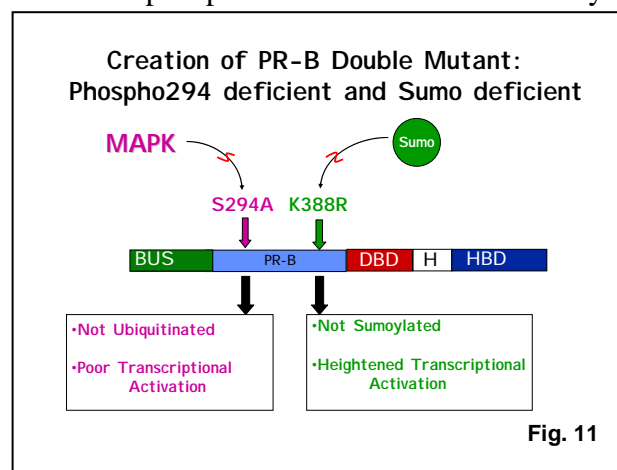 Creation of PR-B Double Mutant:
Phospho294 deficient and Sumo deficient
MAPK
Sumo
S294A K388R
BUS PR-B DBD H HBD
•Not Ubiquitinated
•Poor Transcriptional
Activation
•Not Sumoylated
•Heightened Transcriptional
Activation
Fig. 11